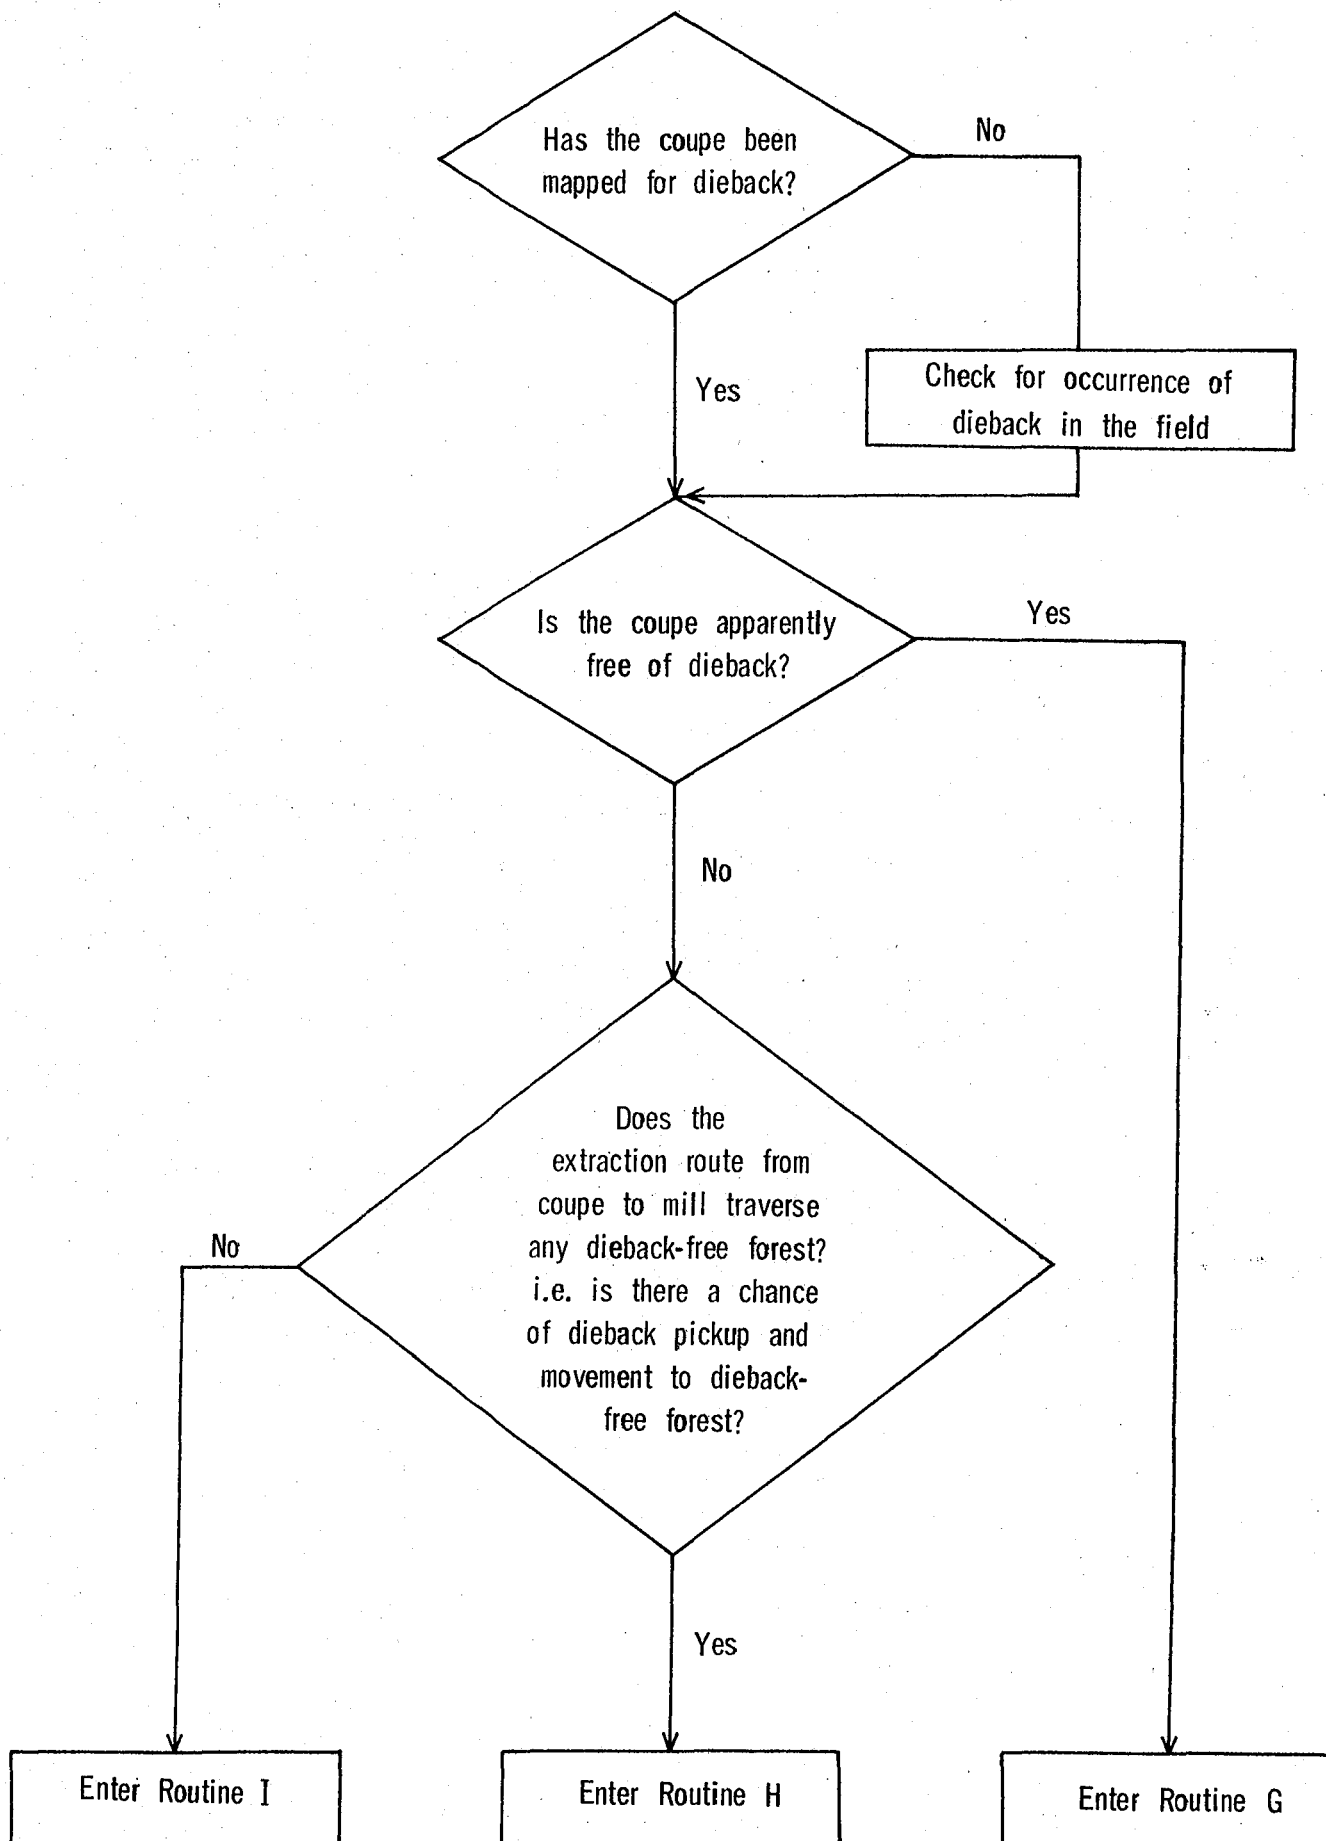 Has the coupe been
mapped for dieback?
No
Yes
Check for occurrence of
dieback in the field
Is the coupe apparently
free of dieback?
Yes
No
Does the
extraction route from
coupe to mill traverse
any dieback-free forest?
i.e. is there a chance
of dieback pickup and
movement to dieback-
free forest?
No
Yes
Enter Routine I
Enter Routine H
Enter Routine G